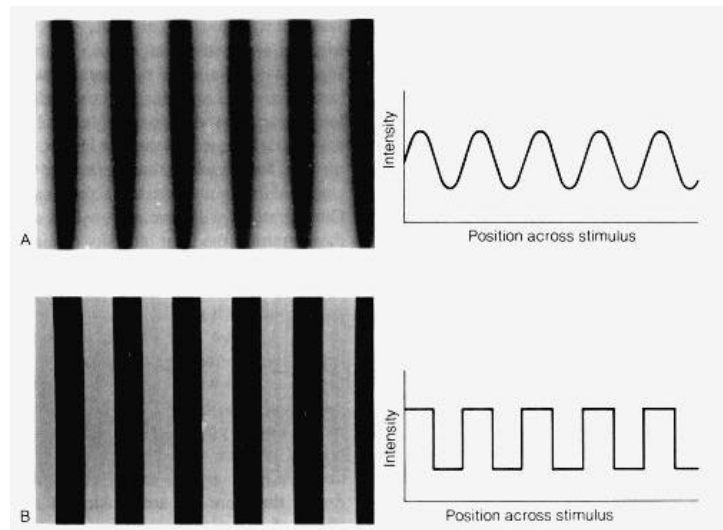 Intensity
Position across stimulus
A
Intensity
Position across stimulus
B